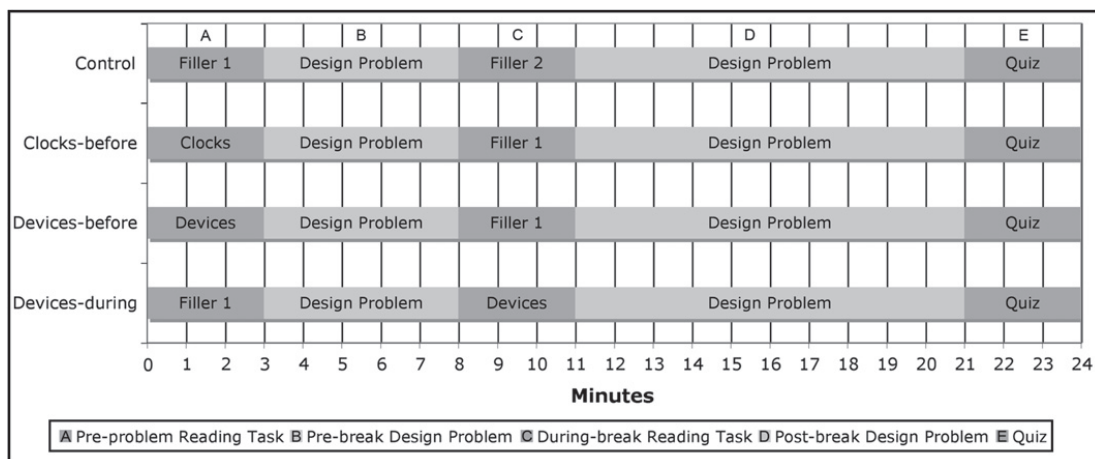 A B C D E
Control Filler 1 Design Problem Filler 2 Design Problem Quiz
Clocks-before Clocks Design Problem Filler 1 Design Problem Quiz
Devices-before Devices Design Problem Filler 1 Design Problem Quiz
Devices-during Filler 1 Design Problem Devices Design Problem Quiz
0 1 2 3 4 5 6 7 8 9 10 11 12 13 14 15 16 17 18 19 20 21 22 23 24
Minutes
A Pre-problem Reading Task B Pre-break Design Problem C During-break Reading Task D Post-break Design Problem E Quiz